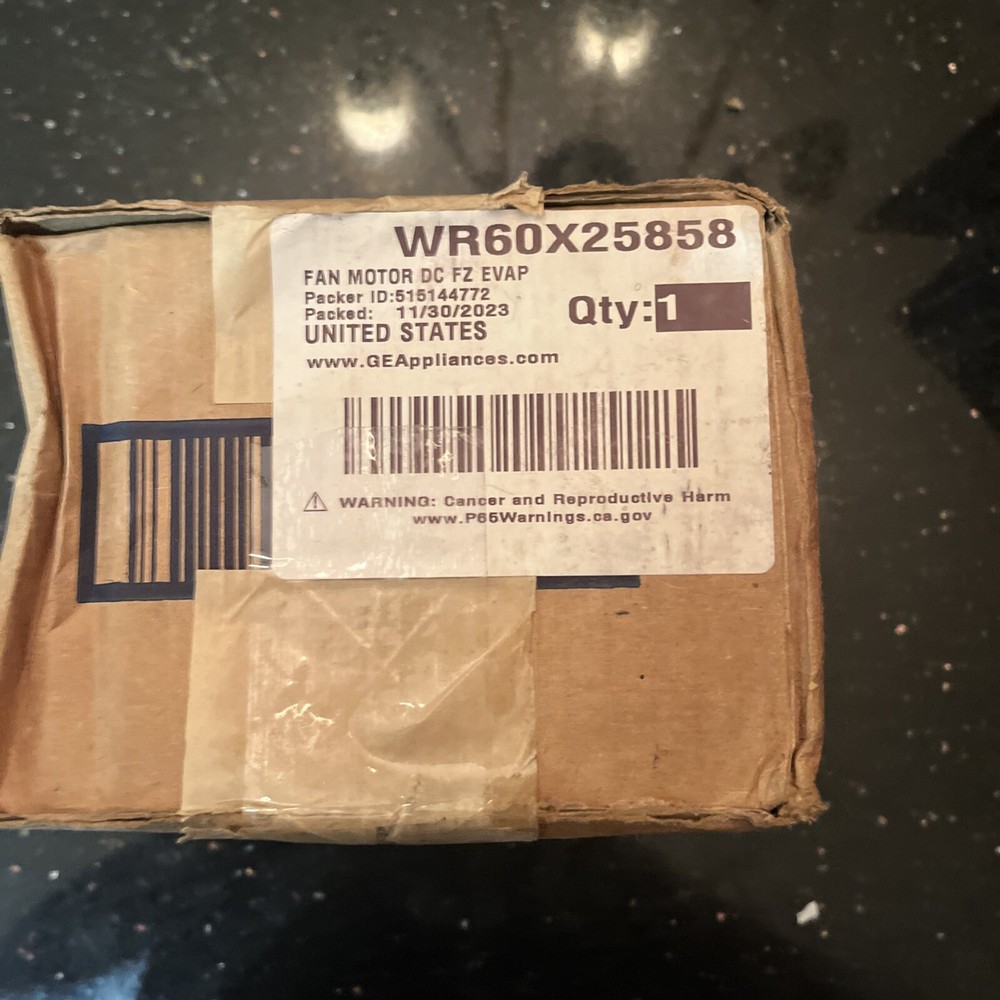 WR60X25858
FAN MOTOR DC FZ EVAP
Packer ID:515144772
Packed: 11/30/2023
Qty:1
UNITED STATES
www.GEAppliances.com
⚠ WARNING: Cancer and Reproductive Harm
www.P65Warnings.ca.gov